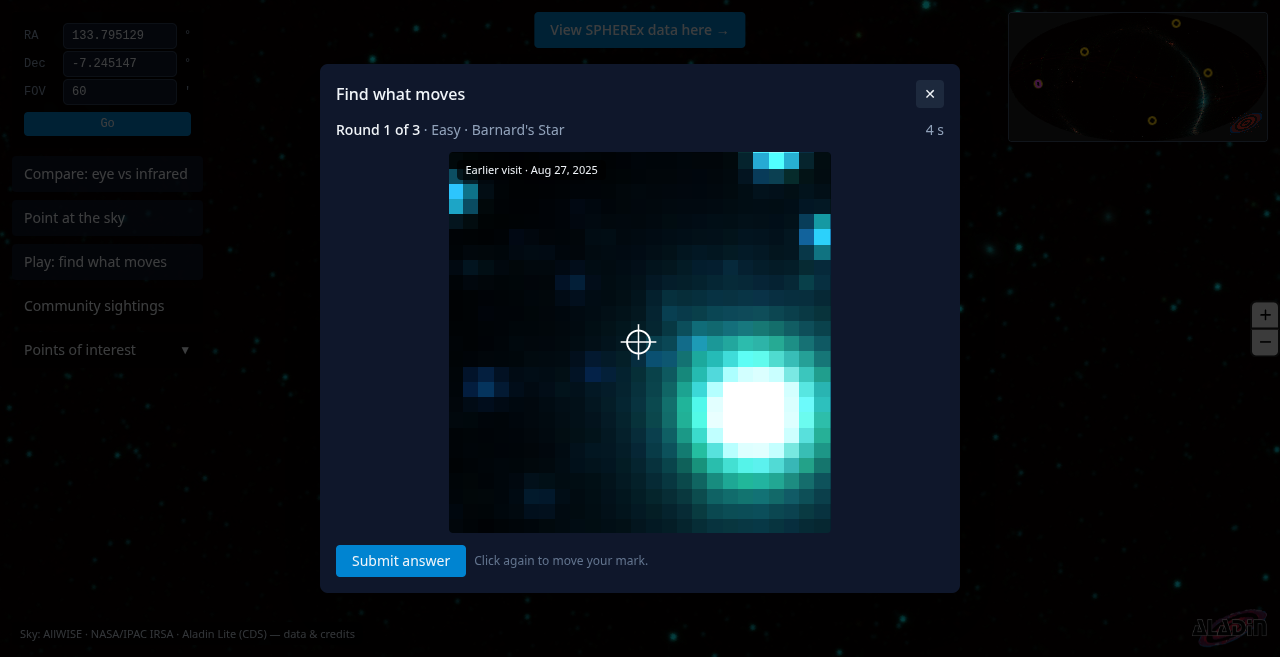 RA 133.795129 °
Dec -7.245147 °
FOV 60 '
Go
Compare: eye vs infrared
Point at the sky
Play: find what moves
Community sightings
Points of interest ▼
View SPHEREx data here →
Find what moves ✕
Round 1 of 3 · Easy · Barnard's Star 4 s
Earlier visit · Aug 27, 2025
Submit answer Click again to move your mark.
+
−
Sky: AllWISE · NASA/IPAC IRSA · Aladin Lite (CDS) — data & credits
ALADIN